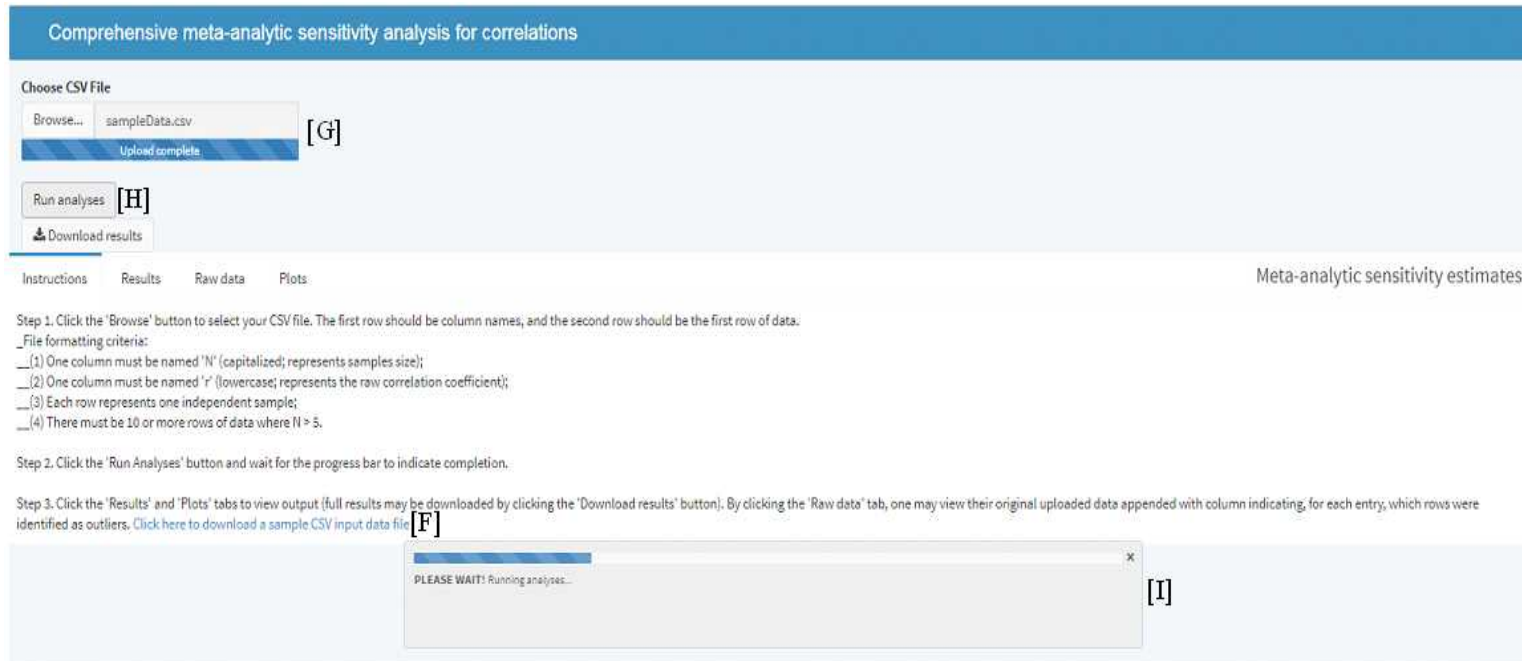 Comprehensive meta-analytic sensitivity analysis for correlations
Choose CSV File
Browse... sampleData.csv
[G]
Upload complete
Run analyses [H]
Download results
Instructions Results Raw data Plots Meta-analytic sensitivity estimates
Step 1. Click the 'Browse' button to select your CSV file. The first row should be column names, and the second row should be the first row of data.
_File formatting criteria:
__(1) One column must be named 'N' (capitalized; represents samples size);
__(2) One column must be named 'r' (lowercase; represents the raw correlation coefficient);
__(3) Each row represents one independent sample;
__(4) There must be 10 or more rows of data where N > 5.
Step 2. Click the 'Run Analyses' button and wait for the progress bar to indicate completion.
Step 3. Click the 'Results' and 'Plots' tabs to view output (full results may be downloaded by clicking the 'Download results' button). By clicking the 'Raw data' tab, one may view their original uploaded data appended with column indicating, for each entry, which rows were
identified as outliers. Click here to download a sample CSV input data file [F]
x
PLEASE WAIT! Running analyses...
[I]